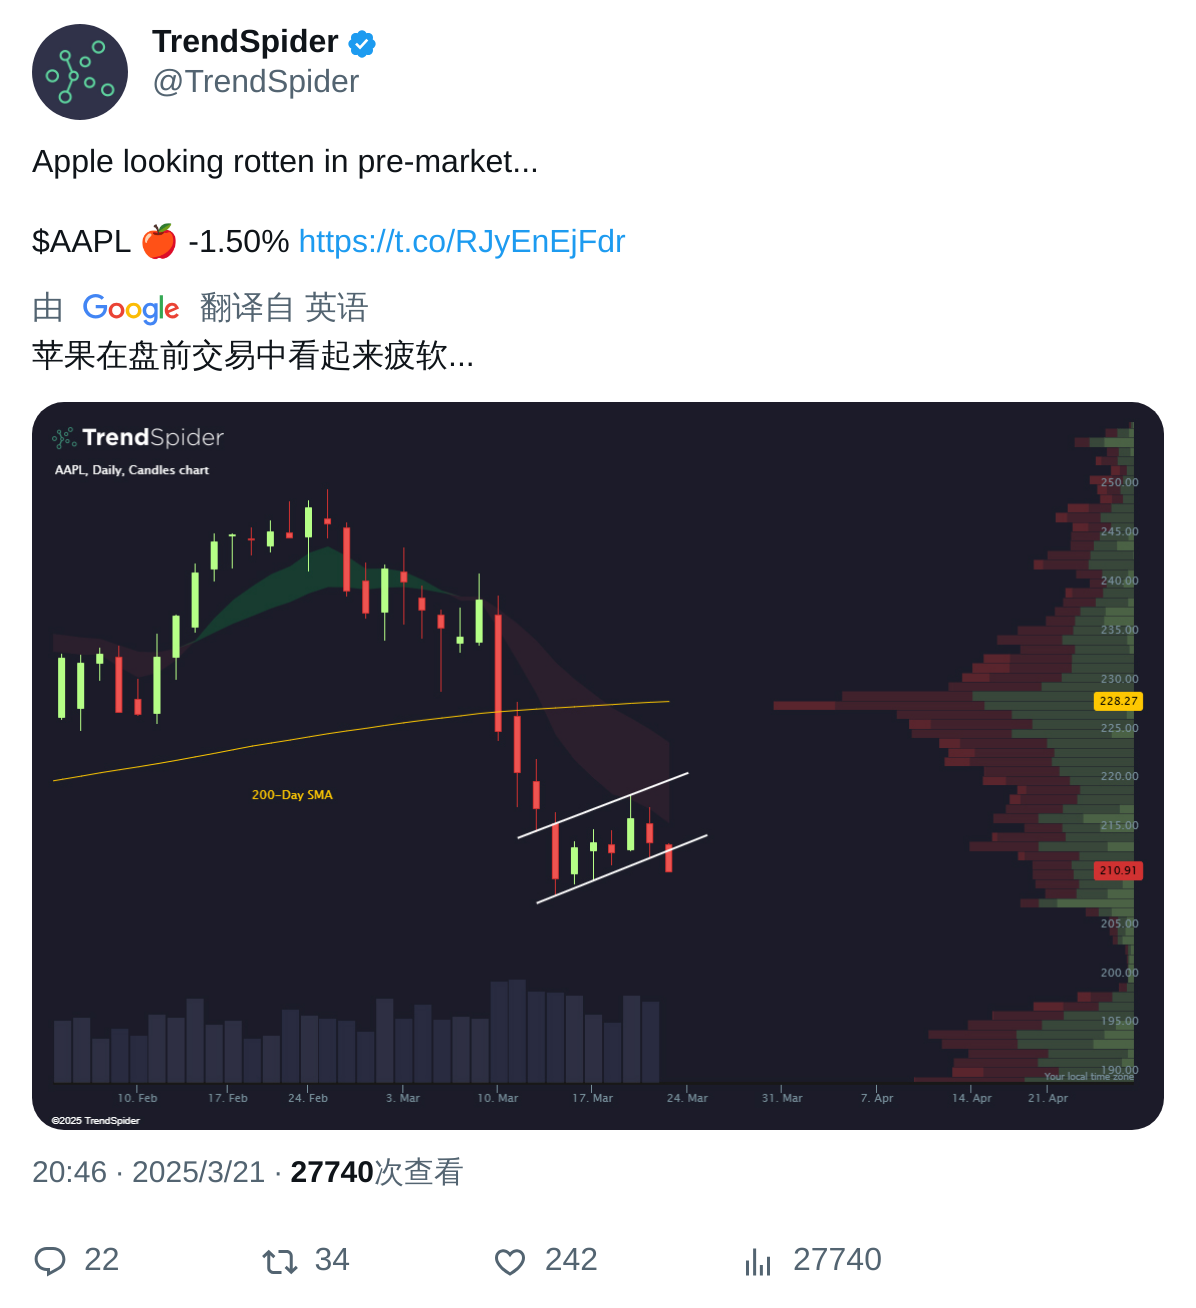 TrendSpider
@TrendSpider
Apple looking rotten in pre-market...
$AAPL 🍎 -1.50% https://t.co/RJyEnEjFdr
由 Google 翻译自 英语
苹果在盘前交易中看起来疲软...
TrendSpider
AAPL, Daily, Candles chart
250.00
245.00
240.00
235.00
230.00
228.27
225.00
220.00
215.00
210.91
205.00
200.00
195.00
190.00
200-Day SMA
Your local time zone
10. Feb 17. Feb 24. Feb 3. Mar 10. Mar 17. Mar 24. Mar 31. Mar 7. Apr 14. Apr 21. Apr
©2025 TrendSpider
20:46 · 2025/3/21 · 27740次查看
22 34 242 27740